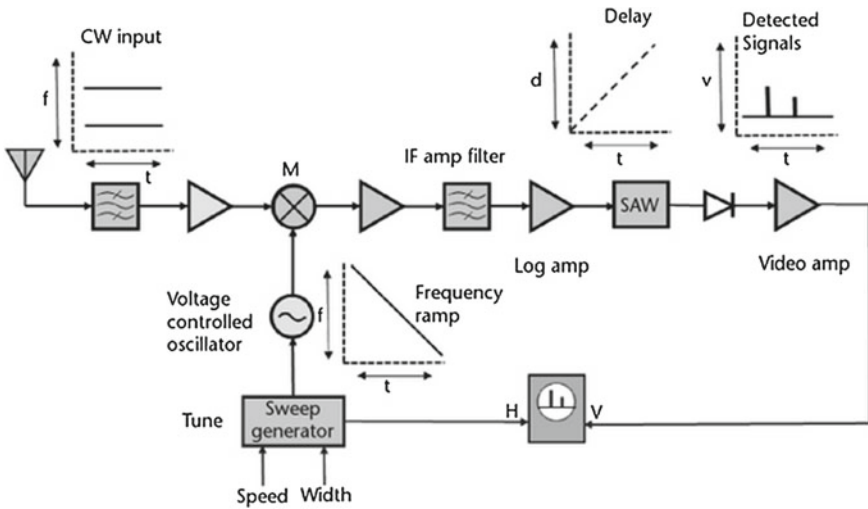 CW input
f
t
Delay
d
t
Detected
Signals
v
t
M
IF amp filter
SAW
Log amp
Video amp
Voltage
controlled
oscillator
f
Frequency
ramp
t
Tune
Sweep
generator
H
V
Speed
Width